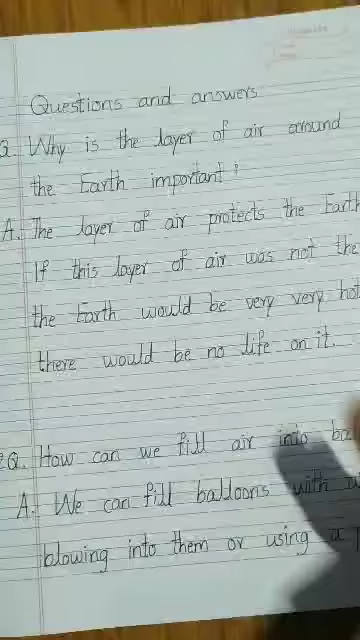 Questions and answers
Q. Why is the layer of air around
the Earth important?
A. The layer of air protects the Earth
If this layer of air was not the
the Earth would be very very hot
there would be no life on it.
Q. How can we fill air into ba
A. We can fill balloons with
blowing into them or using a